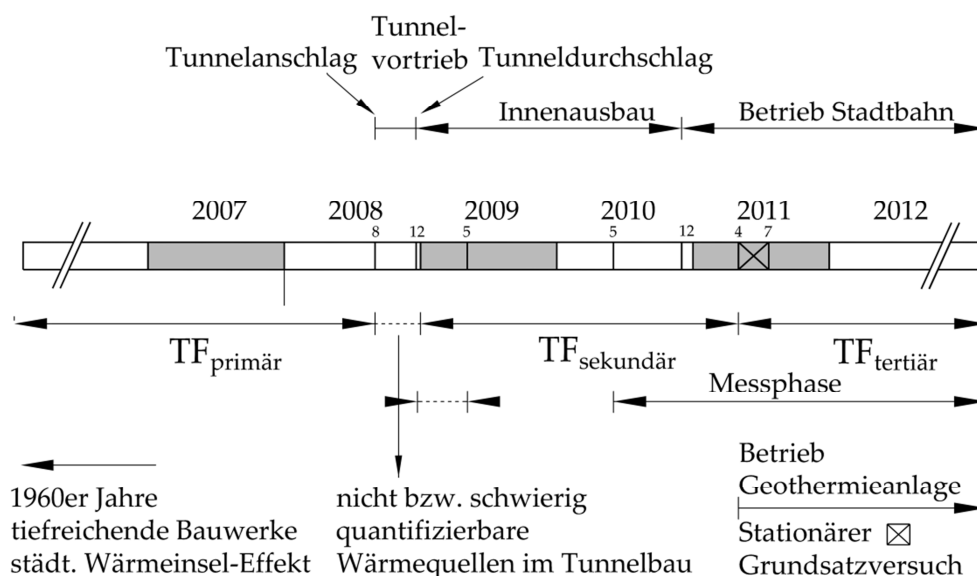 Tunnel-
vortrieb
Tunnelanschlag
Tunneldurchschlag
Innenausbau
Betrieb Stadtbahn
2007 2008 2009 2010 2011 2012
8 12 5 5 12 4 7
TFprimär
TFsekundär
TFtertiär
Messphase
1960er Jahre
tiefreichende Bauwerke
städt. Wärmeinsel-Effekt
nicht bzw. schwierig
quantifizierbare
Wärmequellen im Tunnelbau
Betrieb
Geothermieanlage
Stationärer
Grundsatzversuch